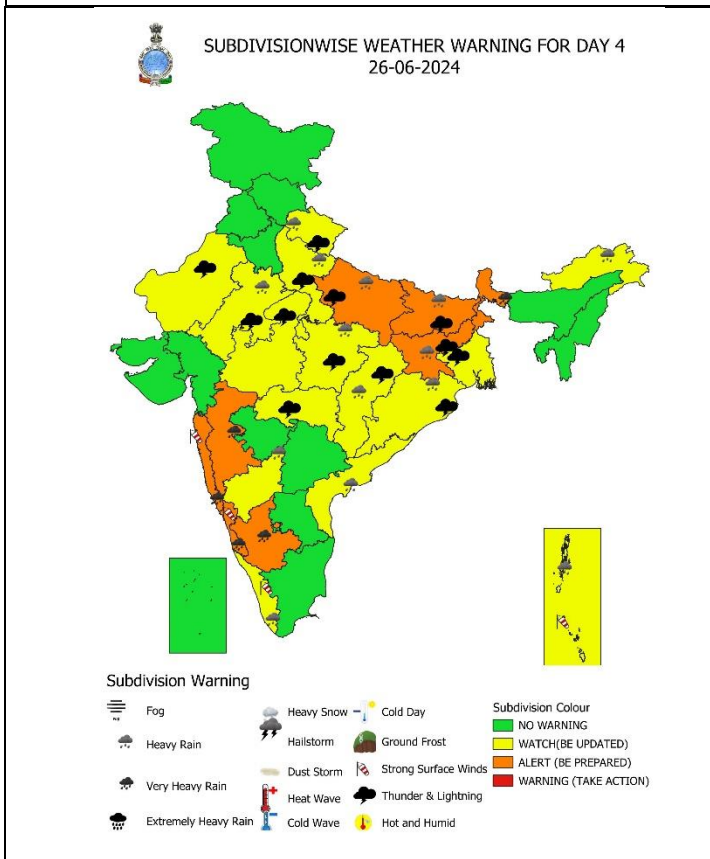 SUBDIVISIONWISE WEATHER WARNING FOR DAY 4
26-06-2024
Subdivision Warning
Fog
Heavy Rain
Very Heavy Rain
Extremely Heavy Rain
Heavy Snow
Hailstorm
Dust Storm
Heat Wave
Cold Wave
Cold Day
Ground Frost
Strong Surface Winds
Thunder & Lightning
Hot and Humid
Subdivision Colour
NO WARNING
WATCH(BE UPDATED)
ALERT (BE PREPARED)
WARNING (TAKE ACTION)